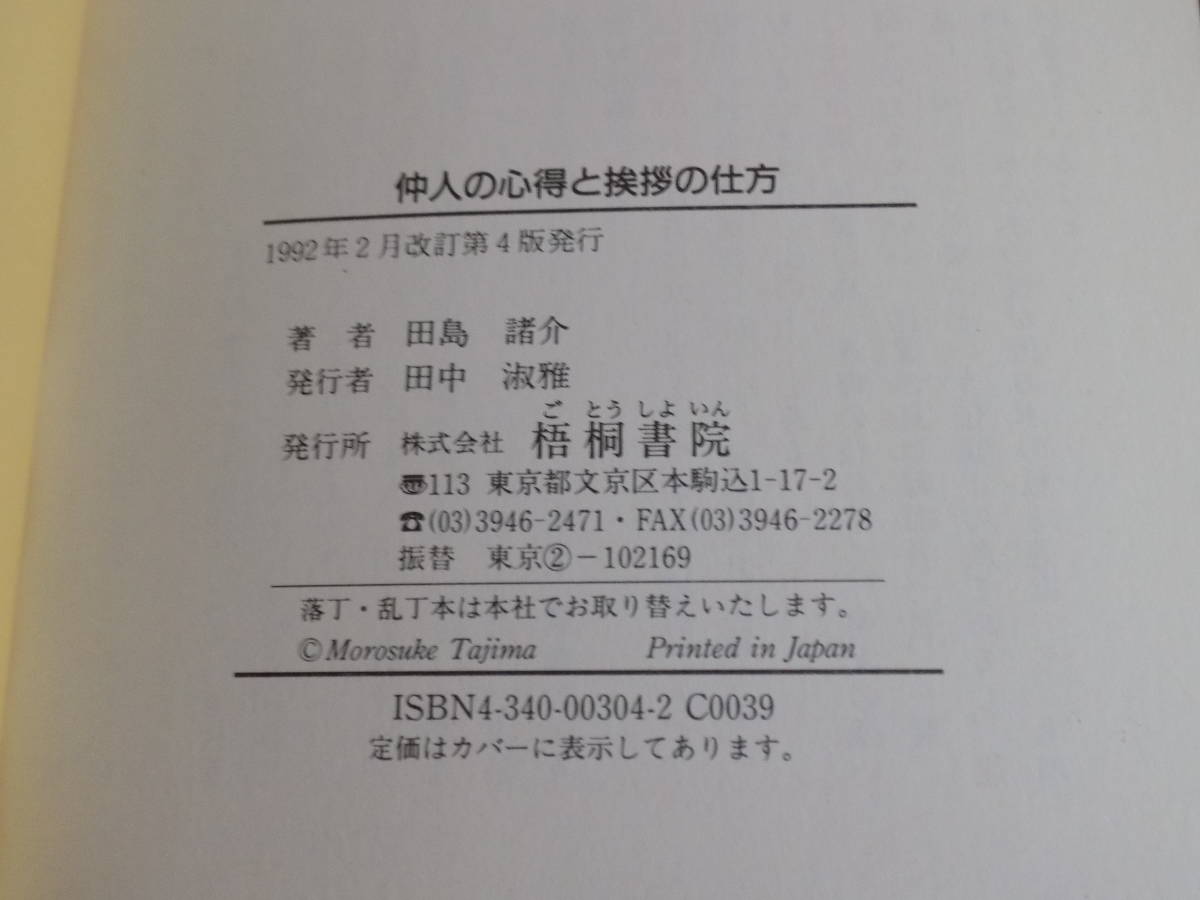 仲人の心得と挨拶の仕方
1992年2月改訂第4版発行
著 者 田島 諸介
発行者 田中 淑雅
ご とう しよ いん
発行所 株式会社 梧桐書院
〠113 東京都文京区本駒込1-17-2
☎(03)3946-2471・FAX(03)3946-2278
振替 東京②-102169
落丁・乱丁本は本社でお取り替えいたします。
©Morosuke Tajima Printed in Japan
ISBN4-340-00304-2 C0039
定価はカバーに表示してあります。